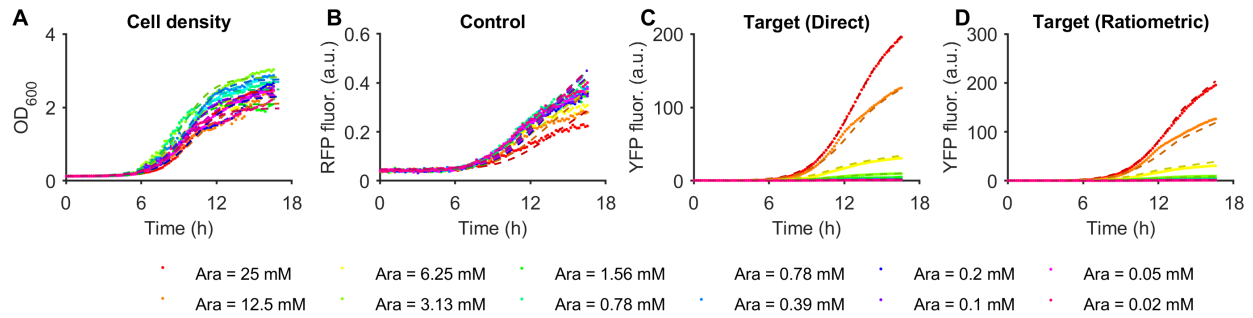 A Cell density
B Control
C Target (Direct)
D Target (Ratiometric)
OD600
4
2
0
0 6 12 18
Time (h)
RFP fluor. (a.u.)
0.6
0.4
0.2
0
0 6 12 18
Time (h)
YFP fluor. (a.u.)
200
100
0
0 6 12 18
Time (h)
YFP fluor. (a.u.)
300
200
100
0
0 6 12 18
Time (h)
Ara = 25 mM Ara = 6.25 mM Ara = 1.56 mM Ara = 0.78 mM Ara = 0.2 mM Ara = 0.05 mM
Ara = 12.5 mM Ara = 3.13 mM Ara = 0.78 mM Ara = 0.39 mM Ara = 0.1 mM Ara = 0.02 mM